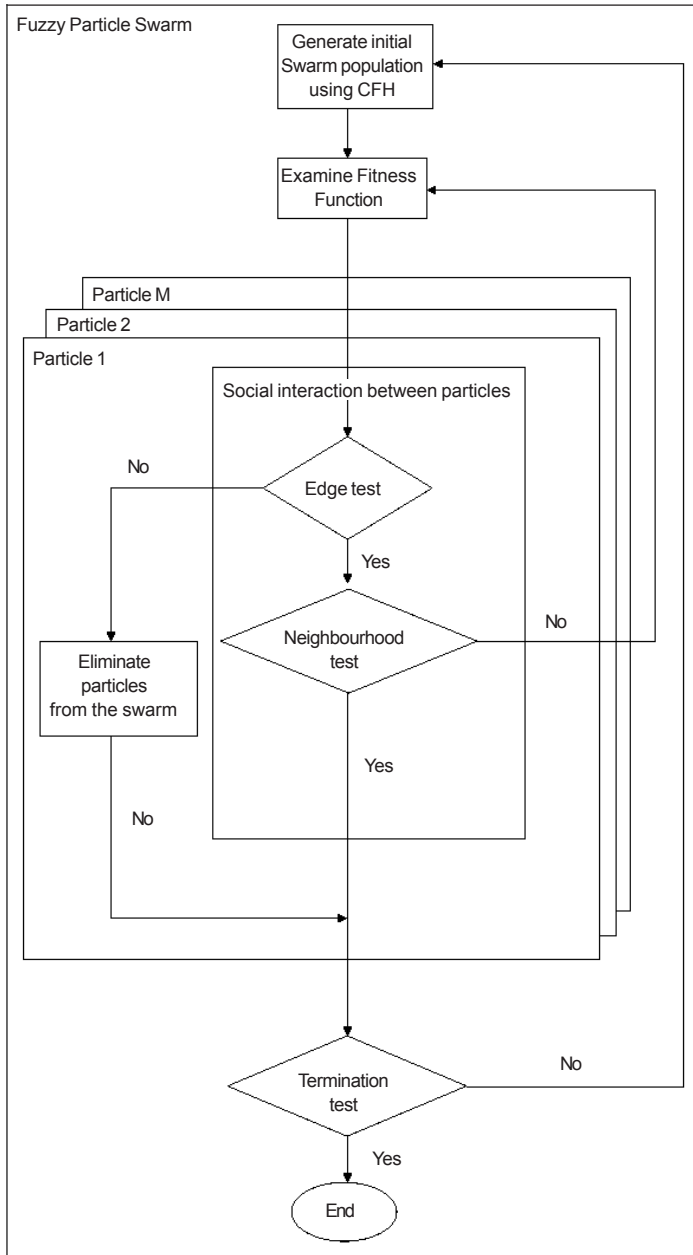 Fuzzy Particle Swarm
Generate initial
Swarm population
using CFH
Examine Fitness
Function
Particle M
Particle 2
Particle 1
Social interaction between particles
No
Edge test
Yes
Neighbourhood
test
No
Eliminate
particles
from the swarm
Yes
No
Termination
test
No
Yes
End